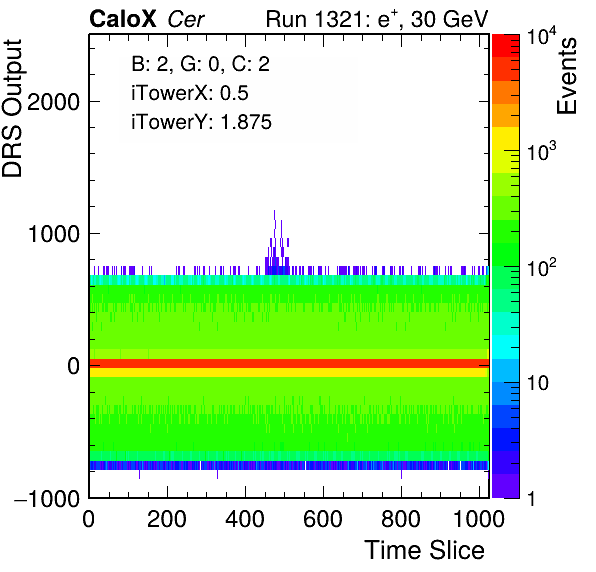 CaloX Cer
Run 1321: e⁺, 30 GeV
B: 2, G: 0, C: 2
iTowerX: 0.5
iTowerY: 1.875
DRS Output
2000
1000
0
−1000
0 200 400 600 800 1000
Time Slice
10⁴
10³
10²
10
1
Events